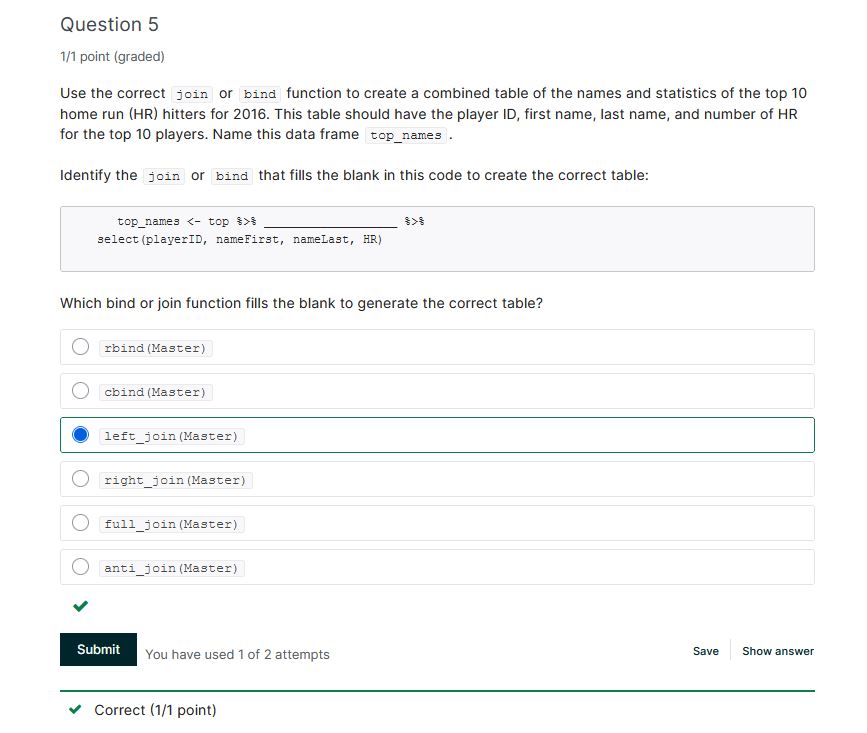 Question 5
1/1 point (graded)
Use the correct join or bind function to create a combined table of the names and statistics of the top 10
home run (HR) hitters for 2016. This table should have the player ID, first name, last name, and number of HR
for the top 10 players. Name this data frame top_names .
Identify the join or bind that fills the blank in this code to create the correct table:
top_names <- top %>% ___________________ %>%
select(playerID, nameFirst, nameLast, HR)
Which bind or join function fills the blank to generate the correct table?
rbind(Master)
cbind(Master)
left_join(Master)
right_join(Master)
full_join(Master)
anti_join(Master)
Submit You have used 1 of 2 attempts Save Show answer
Correct (1/1 point)